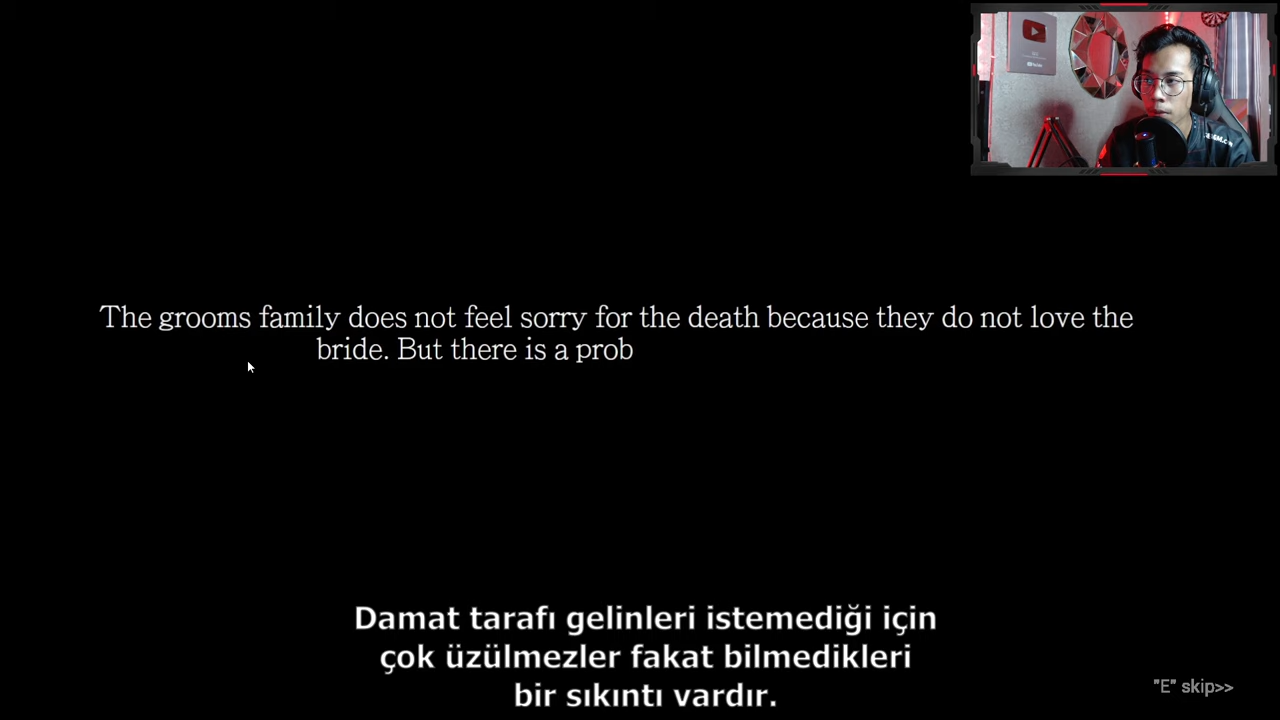 The grooms family does not feel sorry for the death because they do not love the
bride. But there is a prob
Damat tarafı gelinleri istemediği için
çok üzülmezler fakat bilmedikleri
bir sıkıntı vardır.
"E" skip>>